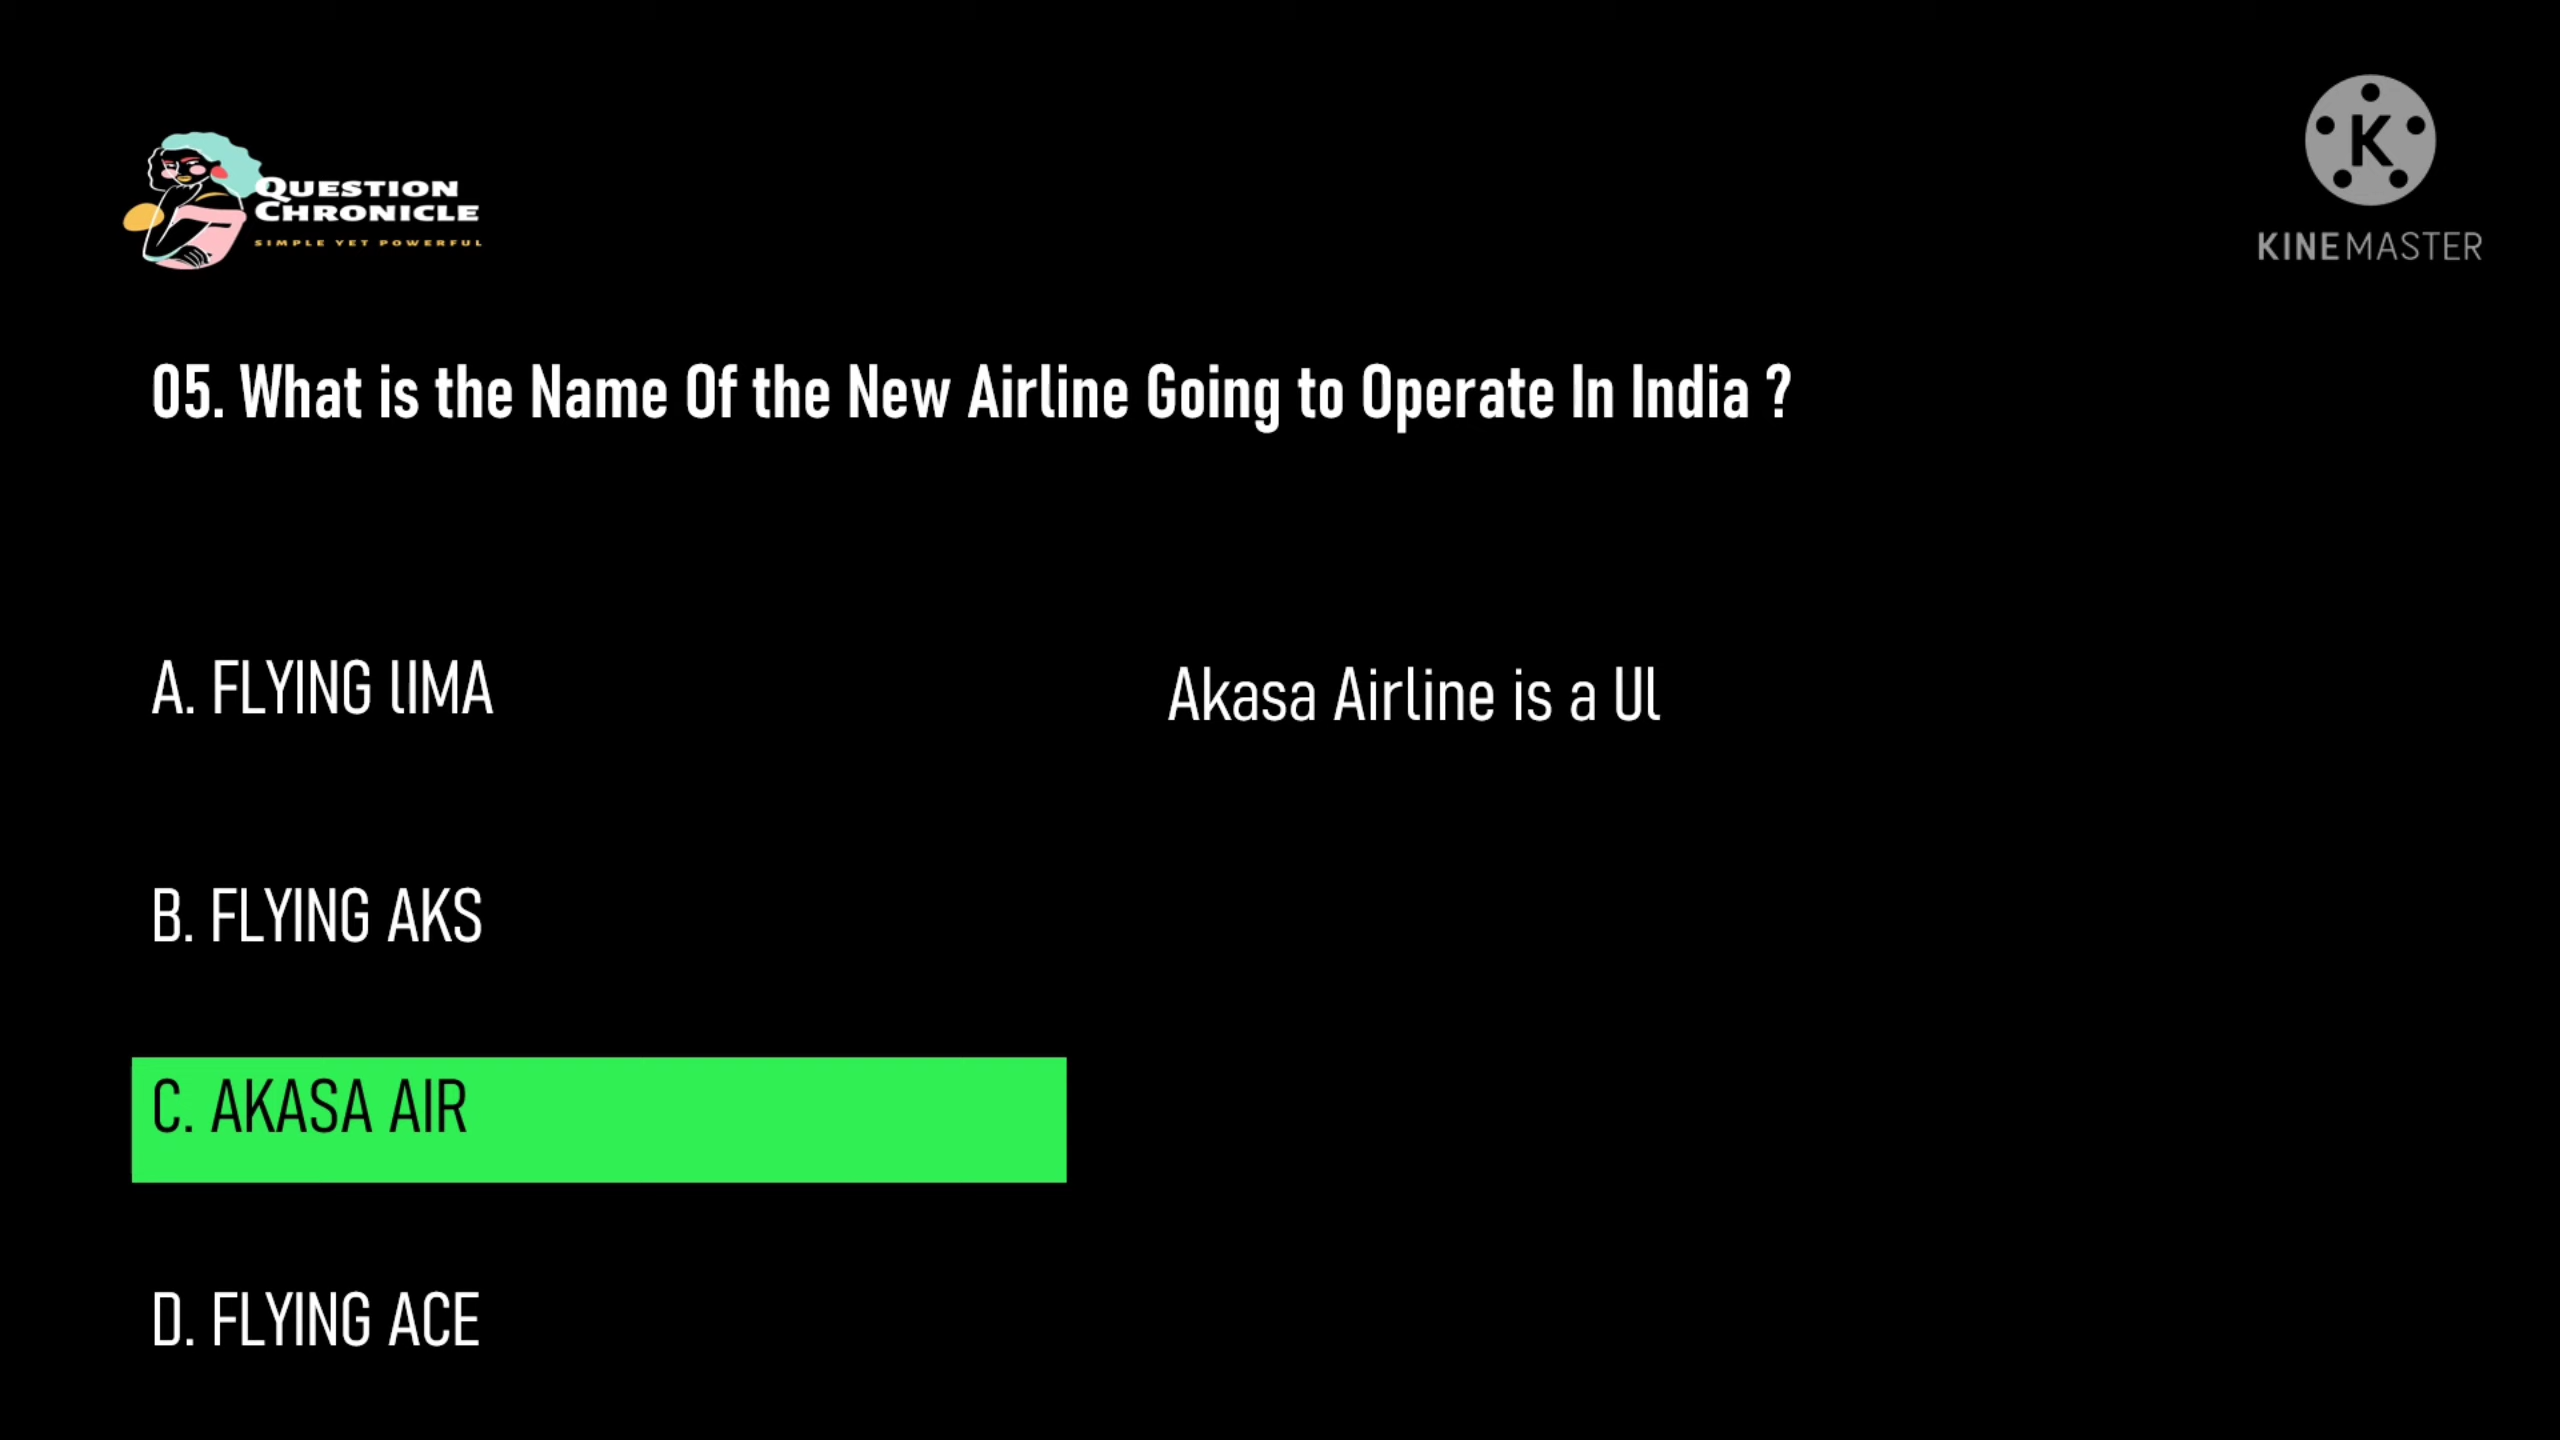 QUESTION
CHRONICLE
SIMPLE YET POWERFUL
K
KINEMASTER
05. What is the Name Of the New Airline Going to Operate In India ?
A. FLYING lIMA
Akasa Airline is a Ul
B. FLYING AKS
C. AKASA AIR
D. FLYING ACE